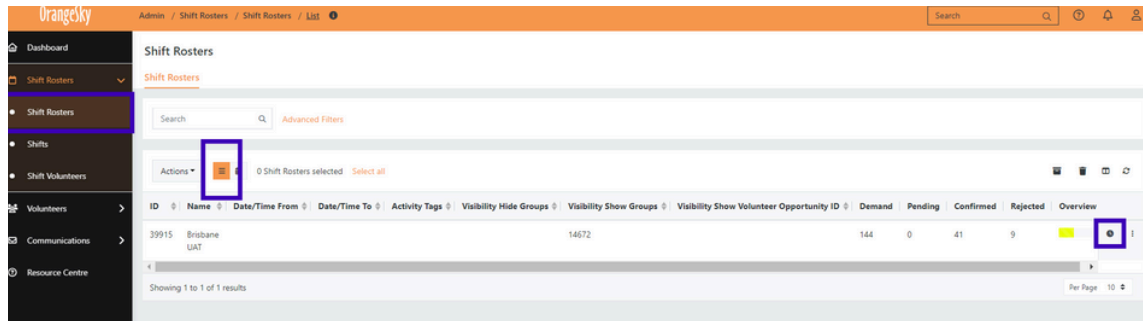 OrangeSky
Admin / Shift Rosters / Shift Rosters / List
Search
Dashboard
Shift Rosters
Shift Rosters
Shifts
Shift Volunteers
Volunteers
Communications
Resource Centre
Shift Rosters
Shift Rosters
Search
Advanced Filters
Actions 0 Shift Rosters selected Select all
ID Name Date/Time From Date/Time To Activity Tags Visibility Hide Groups Visibility Show Groups Visibility Show Volunteer Opportunity ID Demand Pending Confirmed Rejected Overview
39915 Brisbane 14672 144 0 41 9
UAT
Showing 1 to 1 of 1 results
Per Page 10